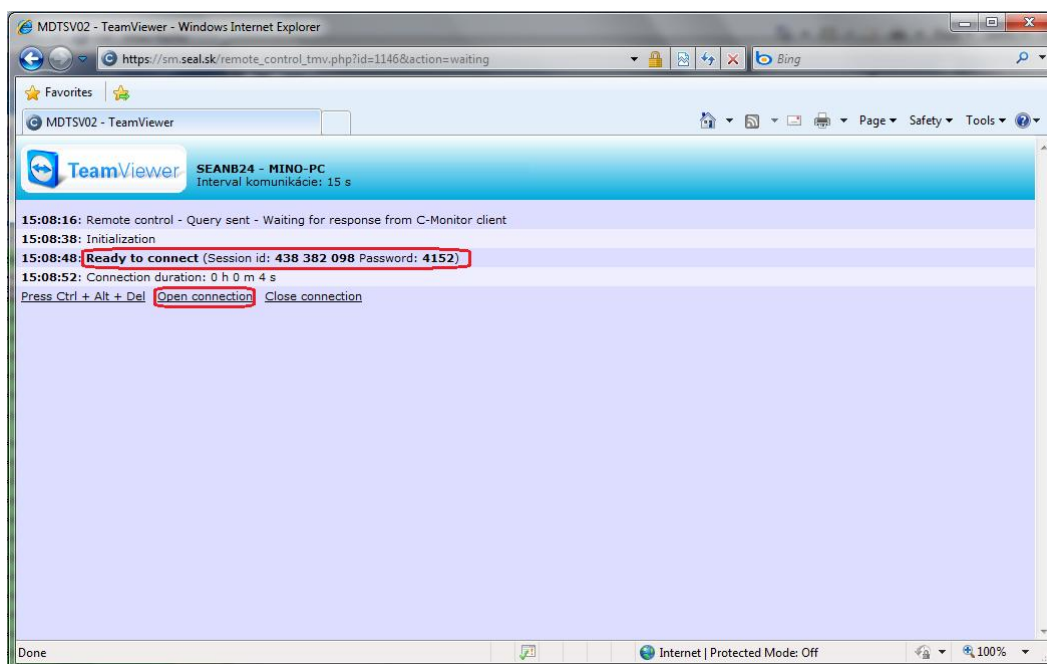 MDTSV02 - TeamViewer - Windows Internet Explorer
https://sm.seal.sk/remote_control_tmv.php?id=1146&action=waiting
Bing
Favorites
MDTSV02 - TeamViewer
Page Safety Tools
TeamViewer
SEANB24 - MINO-PC
Interval komunikácie: 15 s
15:08:16: Remote control - Query sent - Waiting for response from C-Monitor client
15:08:38: Initialization
15:08:48: Ready to connect (Session id: 438 382 098 Password: 4152)
15:08:52: Connection duration: 0 h 0 m 4 s
Press Ctrl + Alt + Del Open connection Close connection
Done Internet | Protected Mode: Off 100%